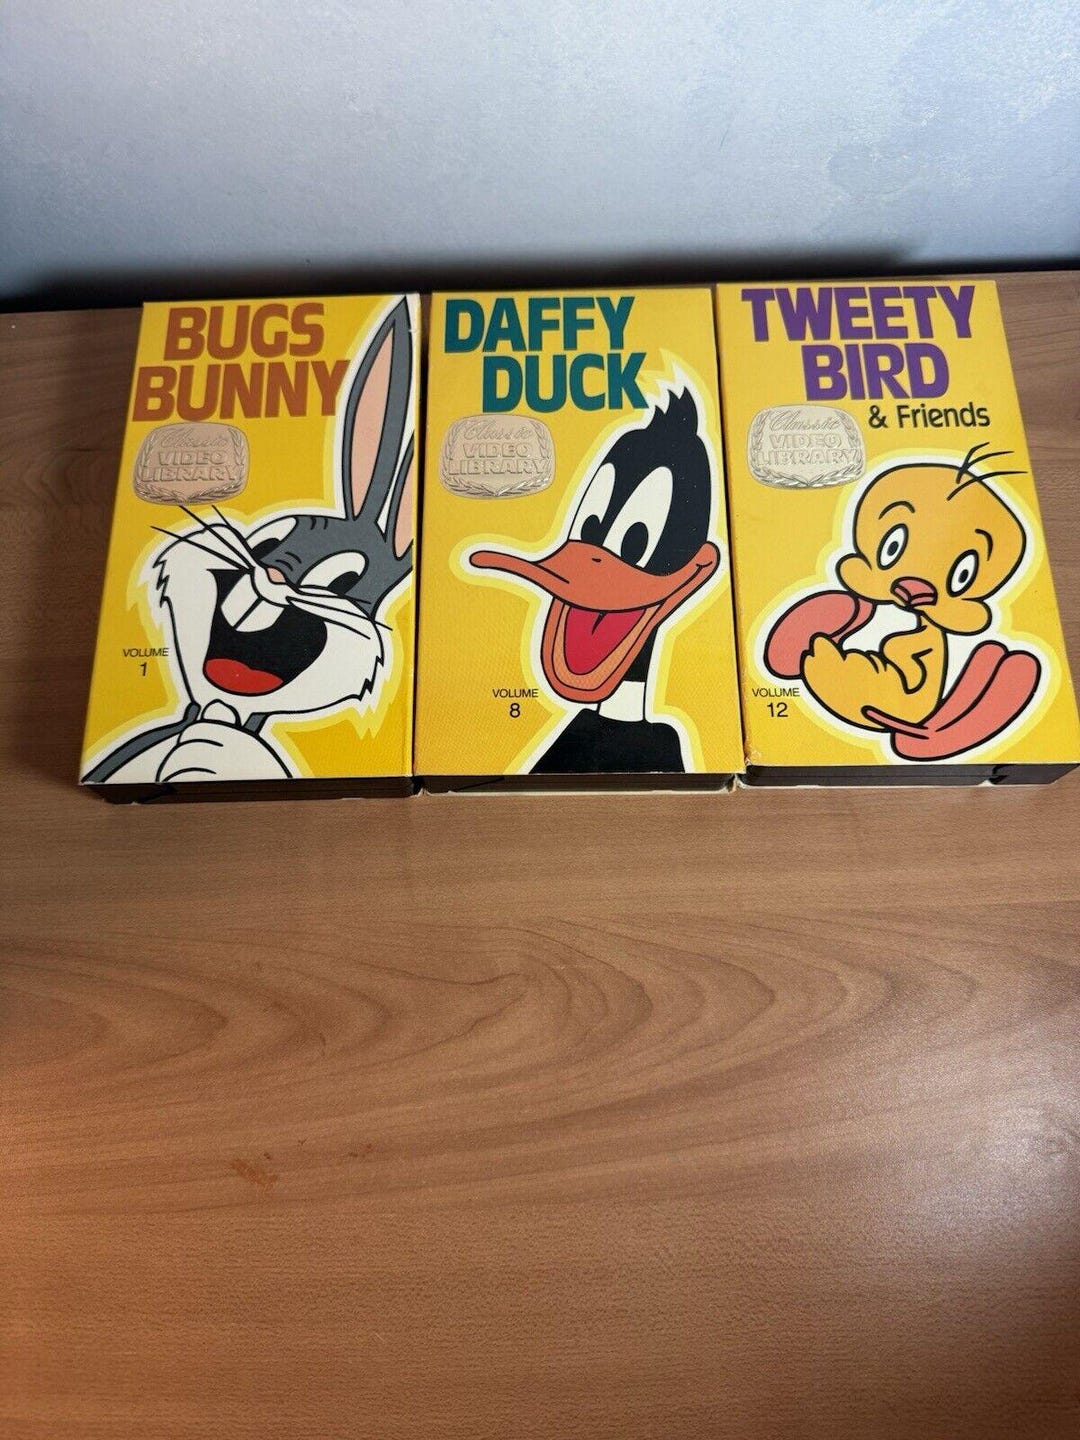 BUGS
BUNNY
Classic
VIDEO
LIBRARY
VOLUME
1
DAFFY
DUCK
Classic
VIDEO
LIBRARY
VOLUME
8
TWEETY
BIRD
& Friends
Classic
VIDEO
LIBRARY
VOLUME
12